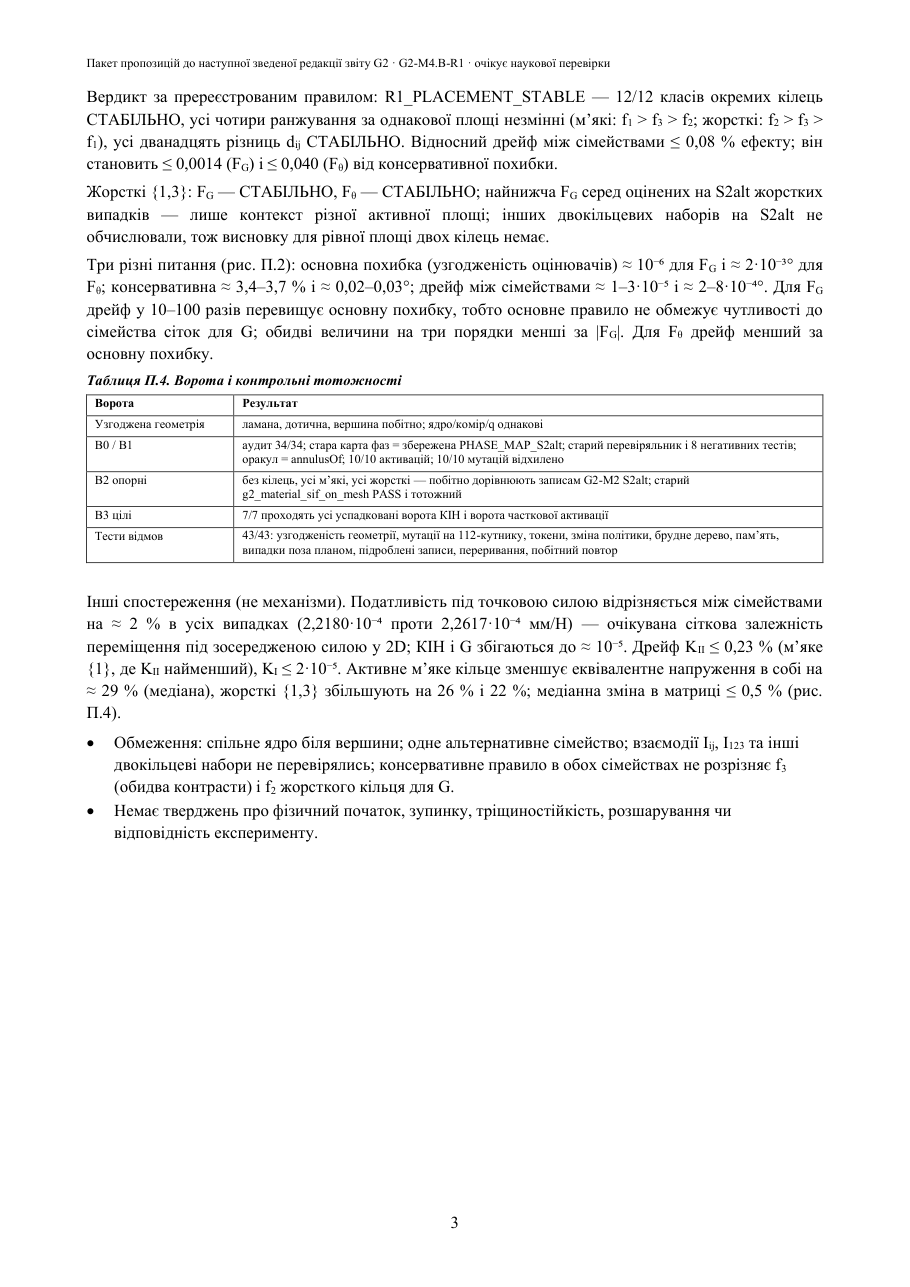 Пакет пропозицій до наступної зведеної редакції звіту G2 · G2-M4.B-R1 · очікує наукової перевірки
Вердикт за пререєстрованим правилом: R1_PLACEMENT_STABLE — 12/12 класів окремих кілець
СТАБІЛЬНО, усі чотири ранжування за однакової площі незмінні (м’які: f₁ > f₃ > f₂; жорсткі: f₂ > f₃ >
f₁), усі дванадцять різниць dᵢⱼ СТАБІЛЬНО. Відносний дрейф між сімействами ≤ 0,08 % ефекту; він
становить ≤ 0,0014 (F_G) і ≤ 0,040 (F_θ) від консервативної похибки.
Жорсткі {1,3}: F_G — СТАБІЛЬНО, F_θ — СТАБІЛЬНО; найнижча F_G серед оцінених на S2alt жорстких
випадків — лише контекст різної активної площі; інших двокільцевих наборів на S2alt не
обчислювали, тож висновку для рівної площі двох кілець немає.
Три різні питання (рис. П.2): основна похибка (узгодженість оцінювачів) ≈ 10⁻⁶ для F_G і ≈ 2·10⁻³° для
F_θ; консервативна ≈ 3,4–3,7 % і ≈ 0,02–0,03°; дрейф між сімействами ≈ 1–3·10⁻⁵ і ≈ 2–8·10⁻⁴°. Для F_G
дрейф у 10–100 разів перевищує основну похибку, тобто основне правило не обмежує чутливості до
сімейства сіток для G; обидві величини на три порядки менші за |F_G|. Для F_θ дрейф менший за
основну похибку.
Таблиця П.4. Ворота і контрольні тотожності
Ворота Результат
Узгоджена геометрія ламана, дотична, вершина побітно; ядро/комір/q однакові
B0 / B1 аудит 34/34; стара карта фаз = збережена PHASE_MAP_S2alt; старий перевіряльник і 8 негативних тестів;
оракул = annulusOf; 10/10 активацій; 10/10 мутацій відхилено
B2 опорні без кілець, усі м’які, усі жорсткі — побітно дорівнюють записам G2-M2 S2alt; старий
g2_material_sif_on_mesh PASS і тотожний
B3 цілі 7/7 проходять усі успадковані ворота КІН і ворота часткової активації
Тести відмов 43/43: узгодженість геометрії, мутації на 112-кутнику, токени, зміна політики, брудне дерево, пам’ять,
випадки поза планом, підроблені записи, переривання, побітний повтор
Інші спостереження (не механізми). Податливість під точковою силою відрізняється між сімействами
на ≈ 2 % в усіх випадках (2,2180·10⁻⁴ проти 2,2617·10⁻⁴ мм/Н) — очікувана сіткова залежність
переміщення під зосередженою силою у 2D; КІН і G збігаються до ≈ 10⁻⁵. Дрейф K_II ≤ 0,23 % (м’яке
{1}, де K_II найменший), K_I ≤ 2·10⁻⁵. Активне м’яке кільце зменшує еквівалентне напруження в собі на
≈ 29 % (медіана), жорсткі {1,3} збільшують на 26 % і 22 %; медіанна зміна в матриці ≤ 0,5 % (рис.
П.4).
• Обмеження: спільне ядро біля вершини; одне альтернативне сімейство; взаємодії Iᵢⱼ, I₁₂₃ та інші
двокільцеві набори не перевірялись; консервативне правило в обох сімействах не розрізняє f₃
(обидва контрасти) і f₂ жорсткого кільця для G.
• Немає тверджень про фізичний початок, зупинку, тріщиностійкість, розшарування чи
відповідність експерименту.
3